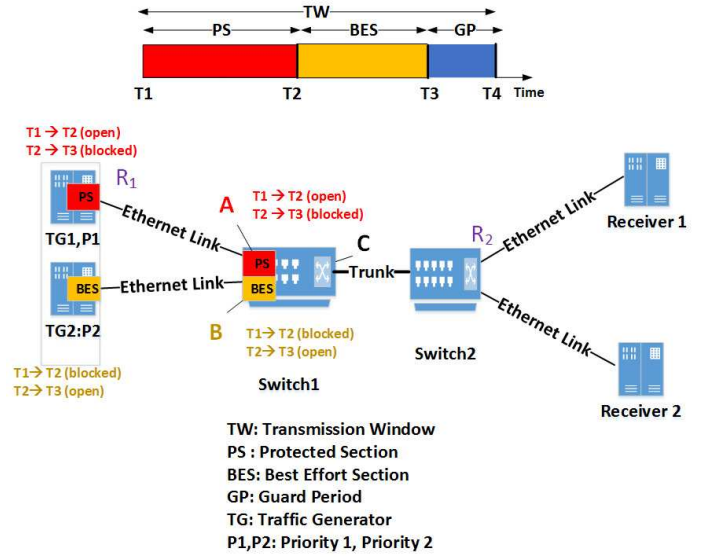 TW
PS BES GP
T1 T2 T3 T4 Time
T1 → T2 (open)
T2 → T3 (blocked)
R1
PS
TG1,P1
Ethernet Link
BES
TG2:P2
Ethernet Link
T1→ T2 (blocked)
T2→ T3 (open)
A
T1 → T2 (open)
T2 → T3 (blocked)
PS
BES
C
B
T1→ T2 (blocked)
T2→ T3 (open)
Switch1
Trunk
R2
Switch2
Ethernet Link
Receiver 1
Ethernet Link
Receiver 2
TW: Transmission Window
PS : Protected Section
BES: Best Effort Section
GP: Guard Period
TG: Traffic Generator
P1,P2: Priority 1, Priority 2